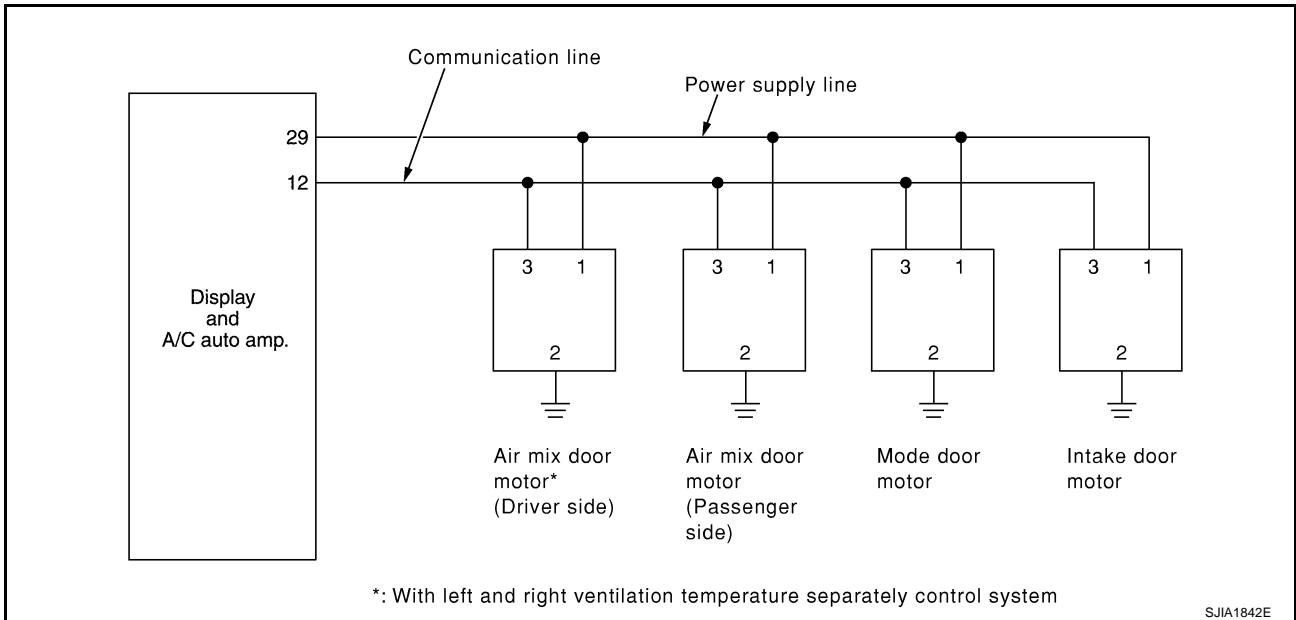 Communication line
Power supply line
29
12
3 1
3 1
3 1
3 1
Display
and
A/C auto amp.
2
2
2
2
Air mix door
motor*
(Driver side)
Air mix door
motor
(Passenger
side)
Mode door
motor
Intake door
motor
*: With left and right ventilation temperature separately control system
SJIA1842E